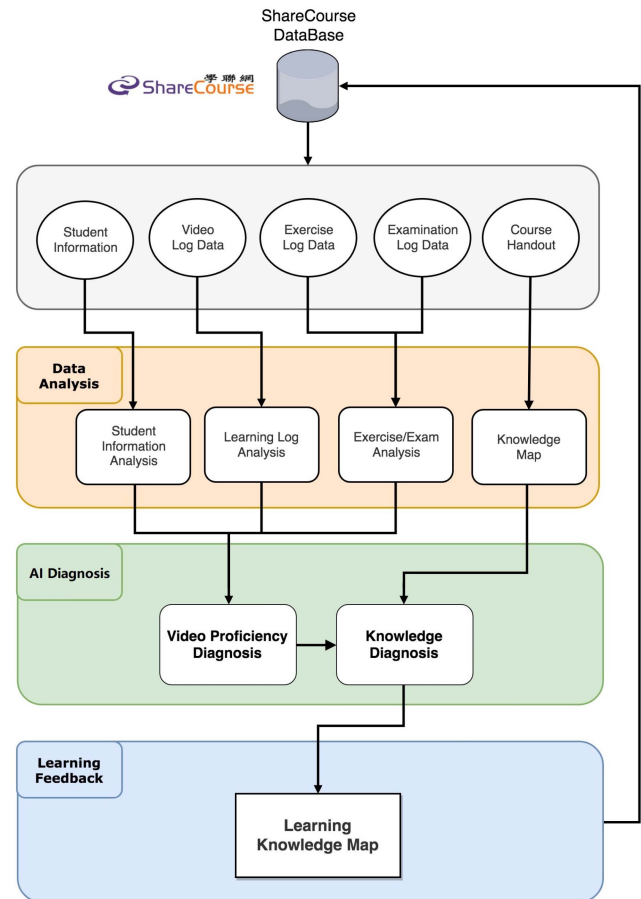 ShareCourse
DataBase
學聯網
ShareCourse
Student
Information
Video
Log Data
Exercise
Log Data
Examination
Log Data
Course
Handout
Data
Analysis
Student
Information
Analysis
Learning Log
Analysis
Exercise/Exam
Analysis
Knowledge
Map
AI Diagnosis
Video Proficiency
Diagnosis
Knowledge
Diagnosis
Learning
Feedback
Learning
Knowledge Map